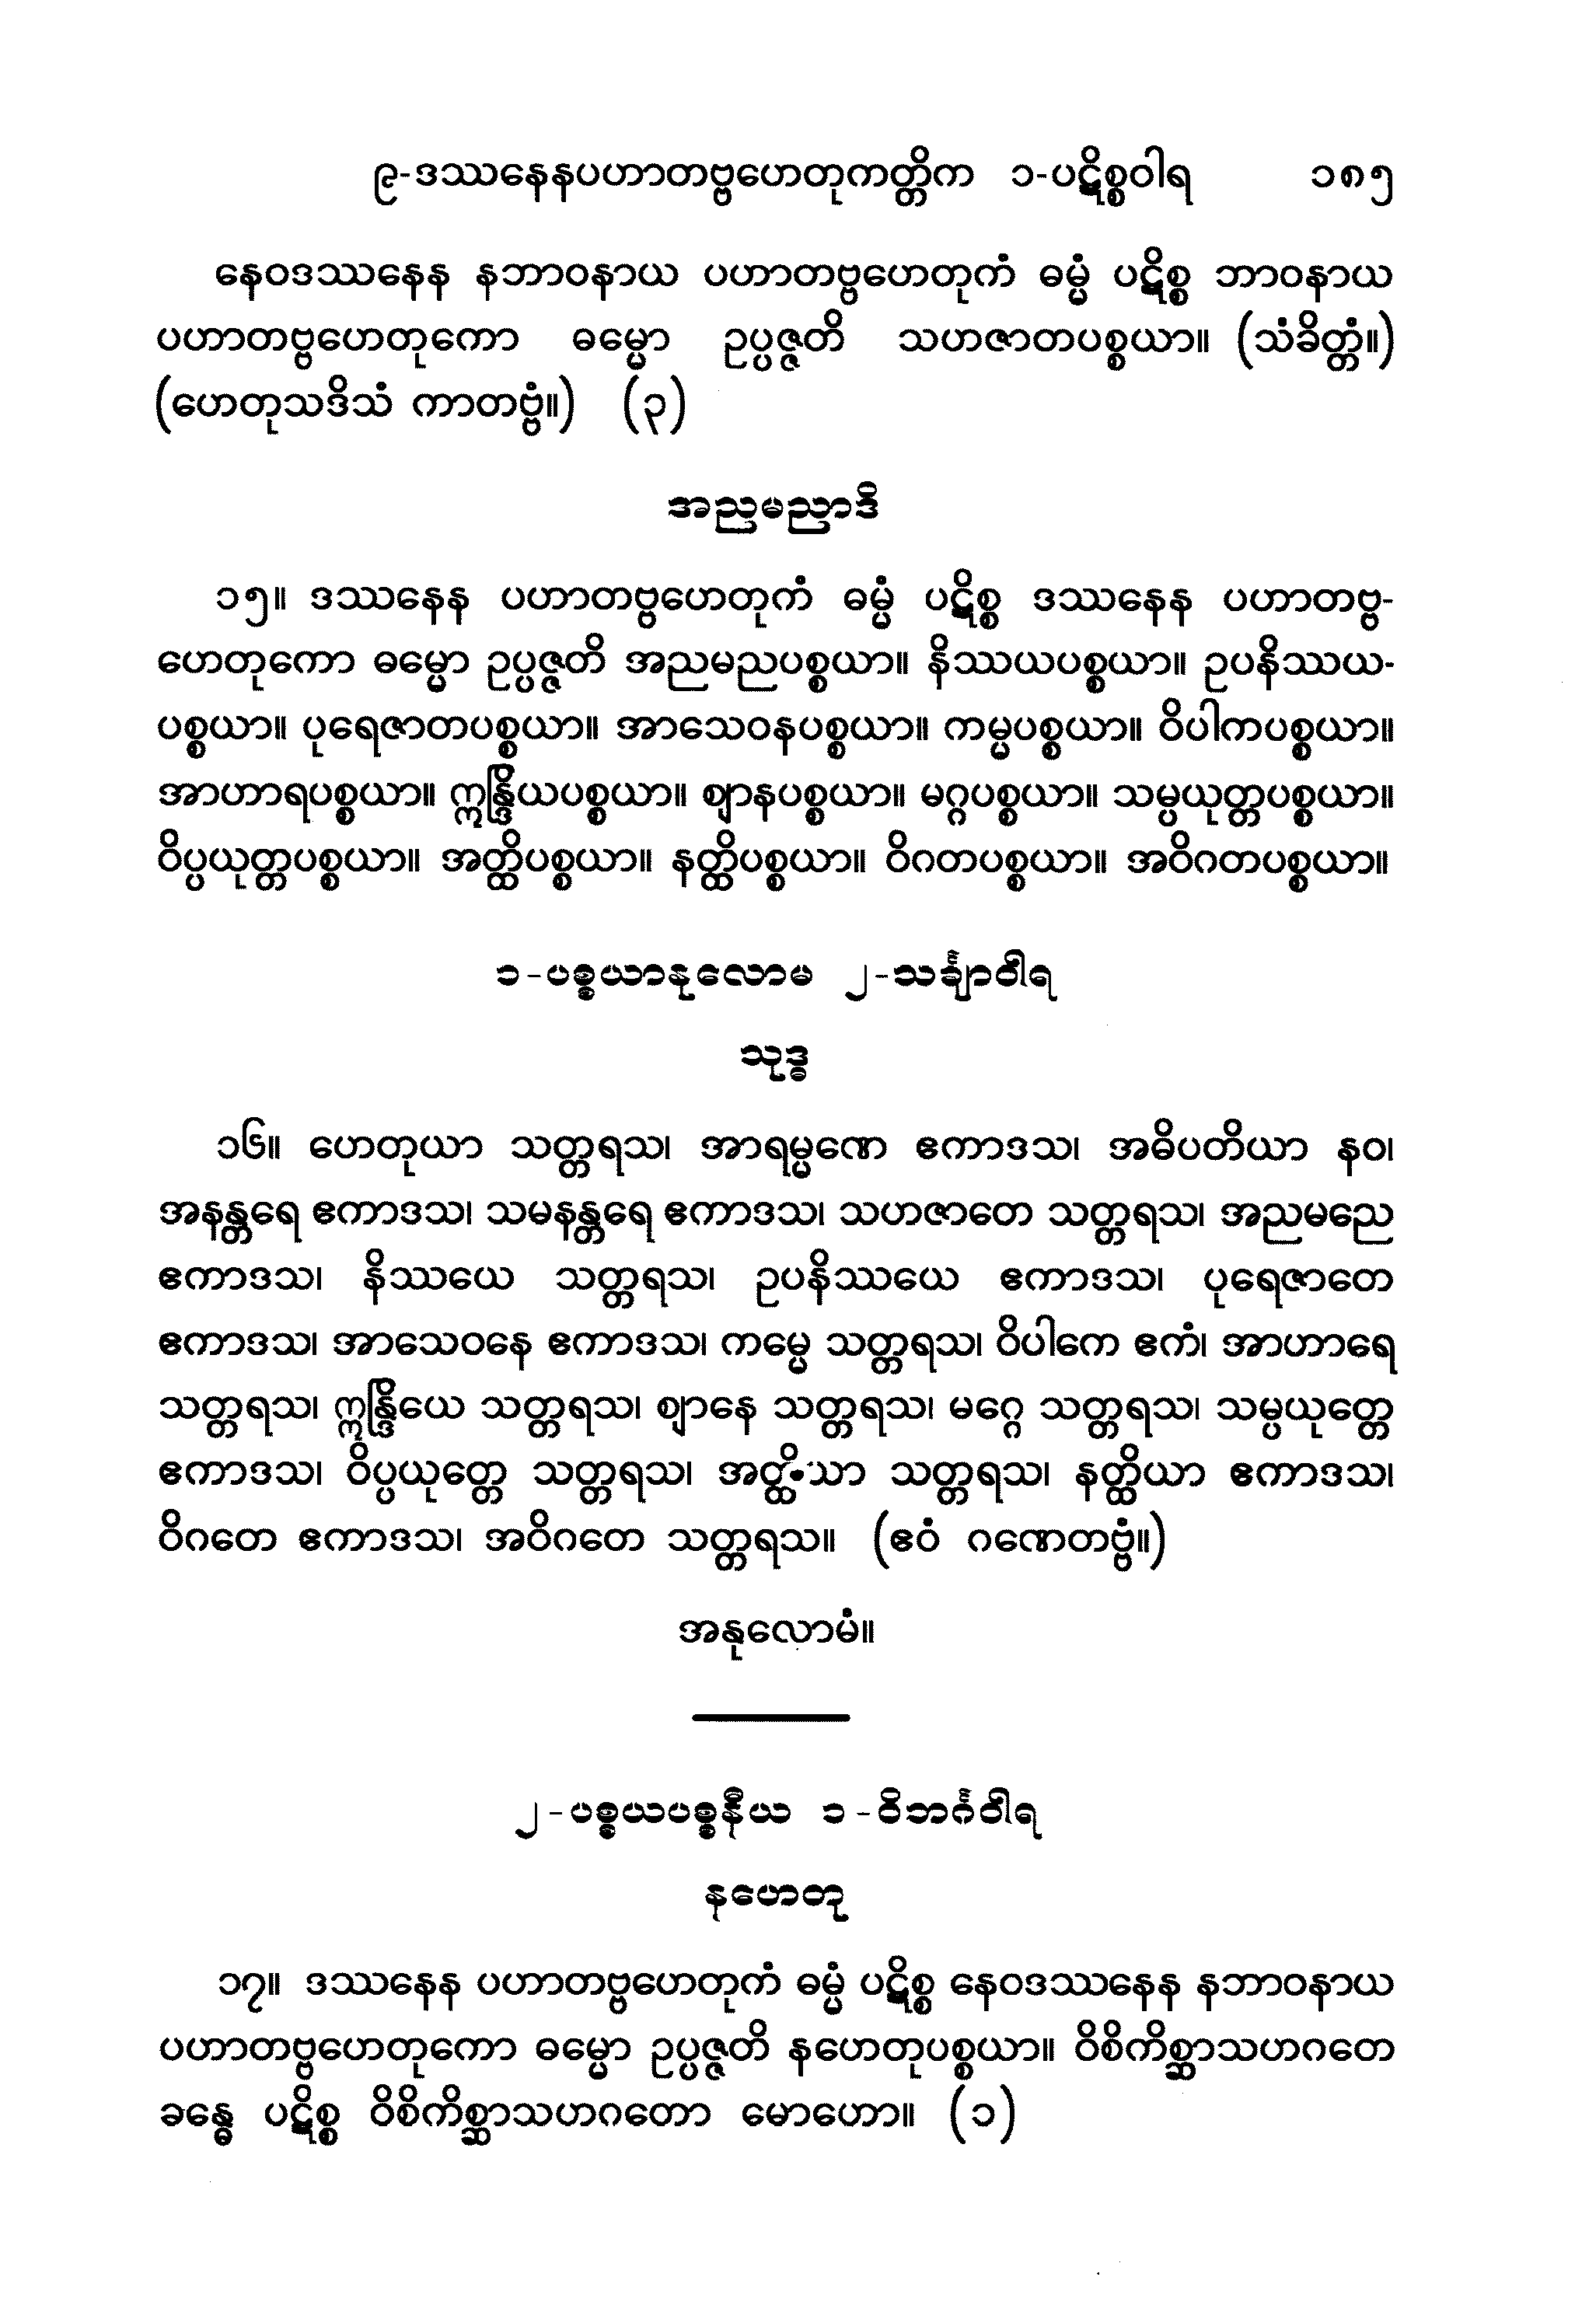 ၉-ဒဿနေနပဟာတဗ္ဗဟေတုကတ္တိက ၁-ပဋိစ္စဝါရ ၁၈၅
နေဝဒဿနေန နဘာဝနာယ ပဟာတဗ္ဗဟေတုကံ ဓမ္မံ ပဋိစ္စ ဘာဝနာယ
ပဟာတဗ္ဗဟေတုကော ဓမ္မော ဥပ္ပဇ္ဇတိ သဟဇာတပစ္စယာ။ (သံခိတ္တံ။)
(ဟေတုသဒိသံ ကာတဗ္ဗံ။) (၃)
အညမညာဒိ
၁၅။ ဒဿနေန ပဟာတဗ္ဗဟေတုကံ ဓမ္မံ ပဋိစ္စ ဒဿနေန ပဟာတဗ္ဗ-
ဟေတုကော ဓမ္မော ဥပ္ပဇ္ဇတိ အညမညပစ္စယာ။ နိဿယပစ္စယာ။ ဥပနိဿယ-
ပစ္စယာ။ ပုရေဇာတပစ္စယာ။ အာသေဝနပစ္စယာ။ ကမ္မပစ္စယာ။ ဝိပါကပစ္စယာ။
အာဟာရပစ္စယာ။ ဣန္ဒြိယပစ္စယာ။ ဈာနပစ္စယာ။ မဂ္ဂပစ္စယာ။ သမ္ပယုတ္တပစ္စယာ။
ဝိပ္ပယုတ္တပစ္စယာ။ အတ္ထိပစ္စယာ။ နတ္ထိပစ္စယာ။ ဝိဂတပစ္စယာ။ အဝိဂတပစ္စယာ။
၁-ပစ္စယာနုလောမ ၂-သင်္ချာဝါရ
သုဒ္ဓ
၁၆။ ဟေတုယာ သတ္တရသ၊ အာရမ္မဏေ ဧကာဒသ၊ အဓိပတိယာ နဝ၊
အနန္တရေ ဧကာဒသ၊ သမနန္တရေ ဧကာဒသ၊ သဟဇာတေ သတ္တရသ၊ အညမညေ
ဧကာဒသ၊ နိဿယေ သတ္တရသ၊ ဥပနိဿယေ ဧကာဒသ၊ ပုရေဇာတေ
ဧကာဒသ၊ အာသေဝနေ ဧကာဒသ၊ ကမ္မေ သတ္တရသ၊ ဝိပါကေ ဧကံ၊ အာဟာရေ
သတ္တရသ၊ ဣန္ဒြိယေ သတ္တရသ၊ ဈာနေ သတ္တရသ၊ မဂ္ဂေ သတ္တရသ၊ သမ္ပယုတ္တေ
ဧကာဒသ၊ ဝိပ္ပယုတ္တေ သတ္တရသ၊ သတ္တရသ၊ နတ္ထိယာ ဧကာဒသ၊
ဝိဂတေ ဧကာဒသ၊ အဝိဂတေ သတ္တရသ။ (ဧဝံ ဂဏေတဗ္ဗံ။)
အနုလောမံ။
၂-ပစ္စယပစ္စနီယ ၁-ဝိဘင်္ဂဝါရ
နဟေတု
၁၇။ ဒဿနေန ပဟာတဗ္ဗဟေတုကံ ဓမ္မံ ပဋိစ္စ နေဝဒဿနေန နဘာဝနာယ
ပဟာတဗ္ဗဟေတုကော ဓမ္မော ဥပ္ပဇ္ဇတိ နဟေတုပစ္စယာ။ ဝိစိကိစ္ဆာသဟဂတေ
ခန္ဓေ ပဋိစ္စ ဝိစိကိစ္ဆာသဟဂတော မောဟော။ (၁)